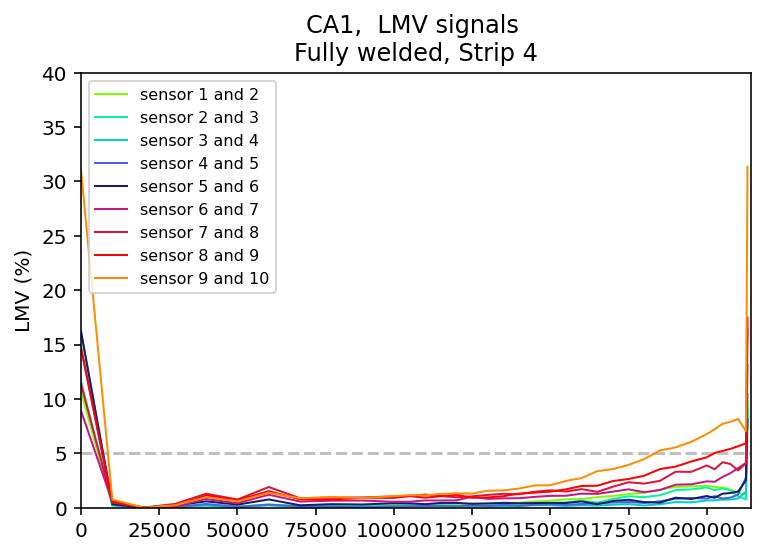 CA1,  LMV signals
Fully welded, Strip 4
LMV (%)
40
35
30
25
20
15
10
5
0
sensor 1 and 2
sensor 2 and 3
sensor 3 and 4
sensor 4 and 5
sensor 5 and 6
sensor 6 and 7
sensor 7 and 8
sensor 8 and 9
sensor 9 and 10
0 25000 50000 75000 100000 125000 150000 175000 200000